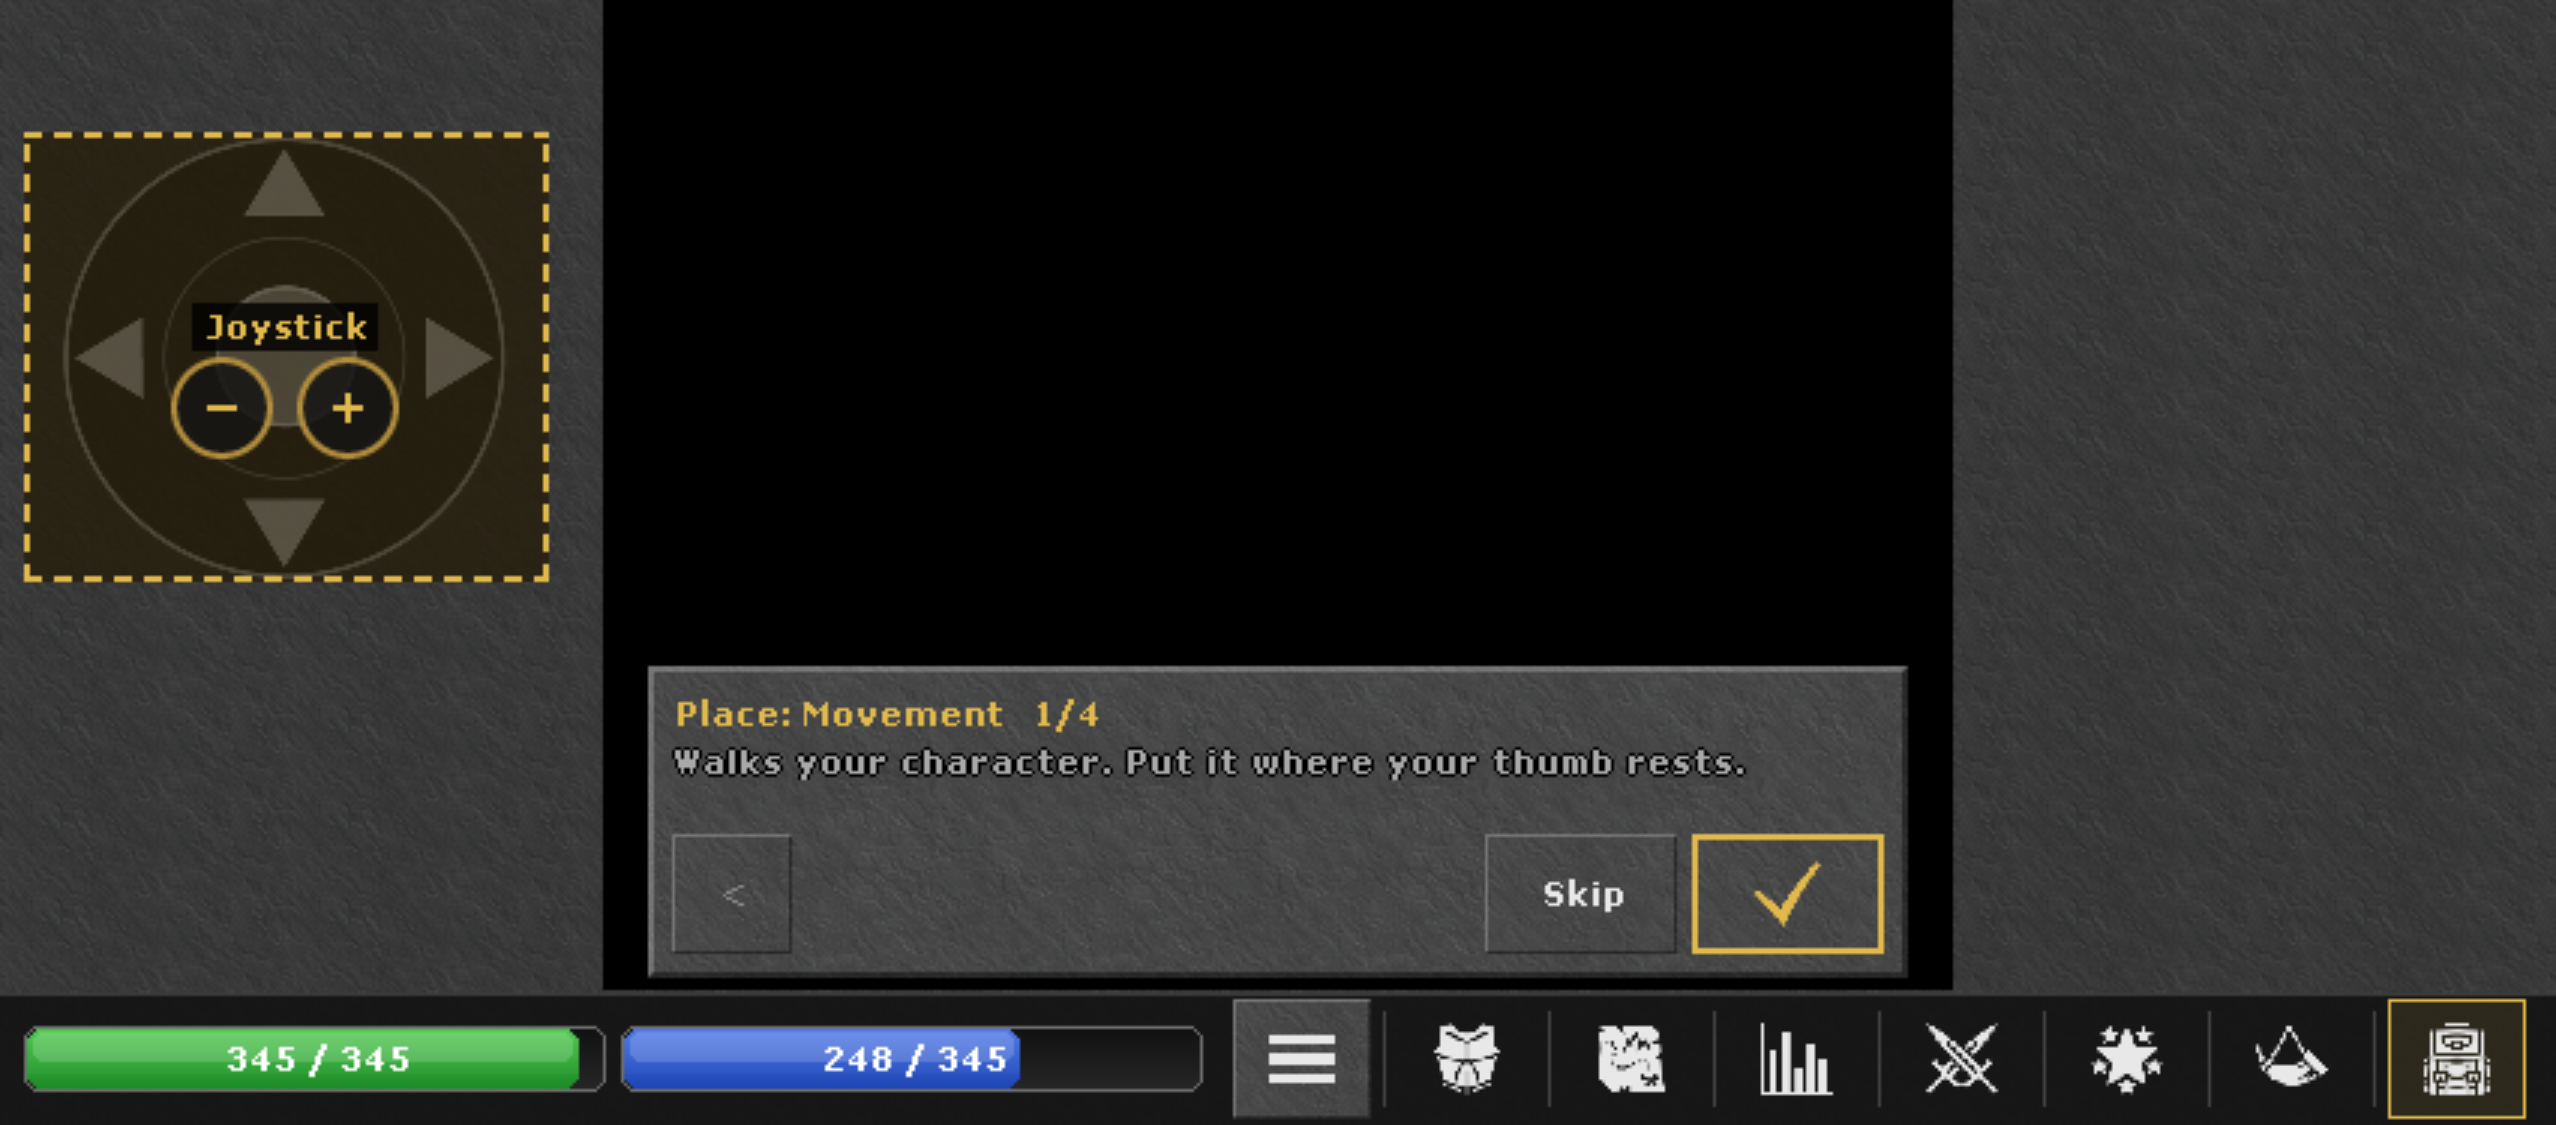 Joystick
− +
Place: Movement 1/4
Walks your character. Put it where your thumb rests.
< Skip
345 / 345 248 / 345